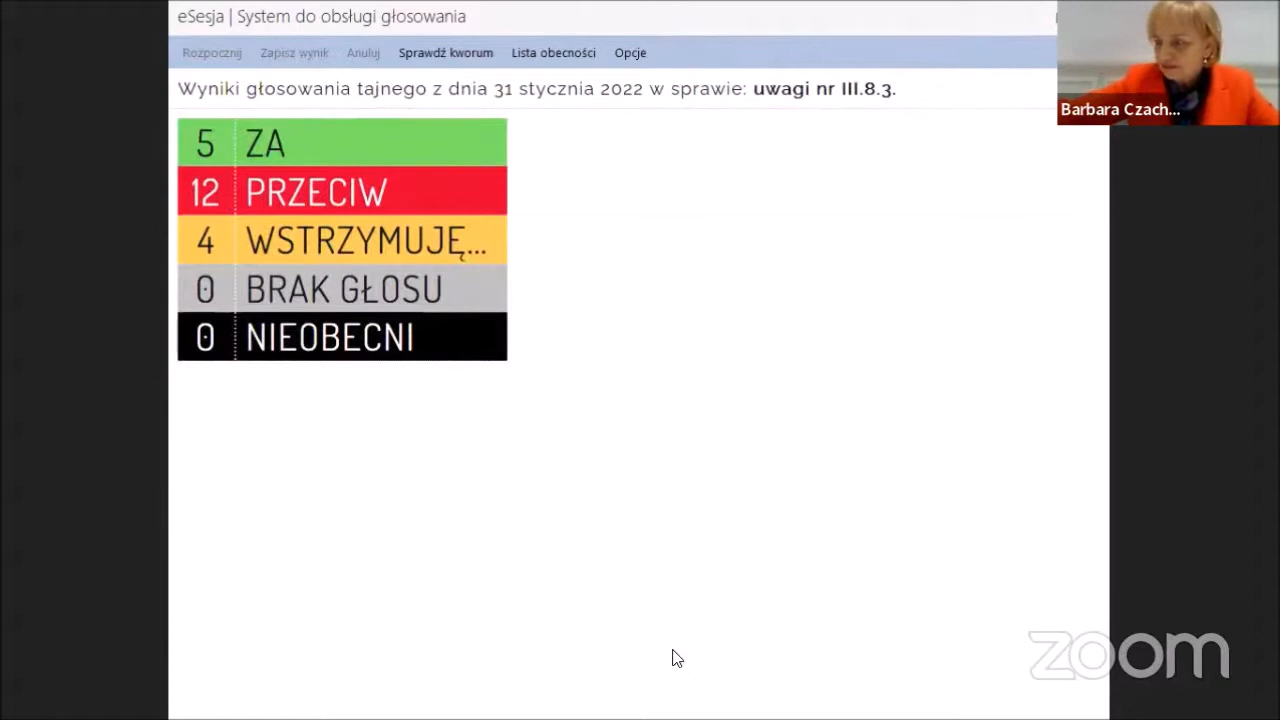 eSesja | System do obsługi głosowania
Rozpocznij Zapisz wynik Anuluj Sprawdź kworum Lista obecności Opcje
Wyniki głosowania tajnego z dnia 31 stycznia 2022 w sprawie: uwagi nr III.8.3.
Barbara Czach...
5 ZA
12 PRZECIW
4 WSTRZYMUJĘ...
0 BRAK GŁOSU
0 NIEOBECNI
zoom